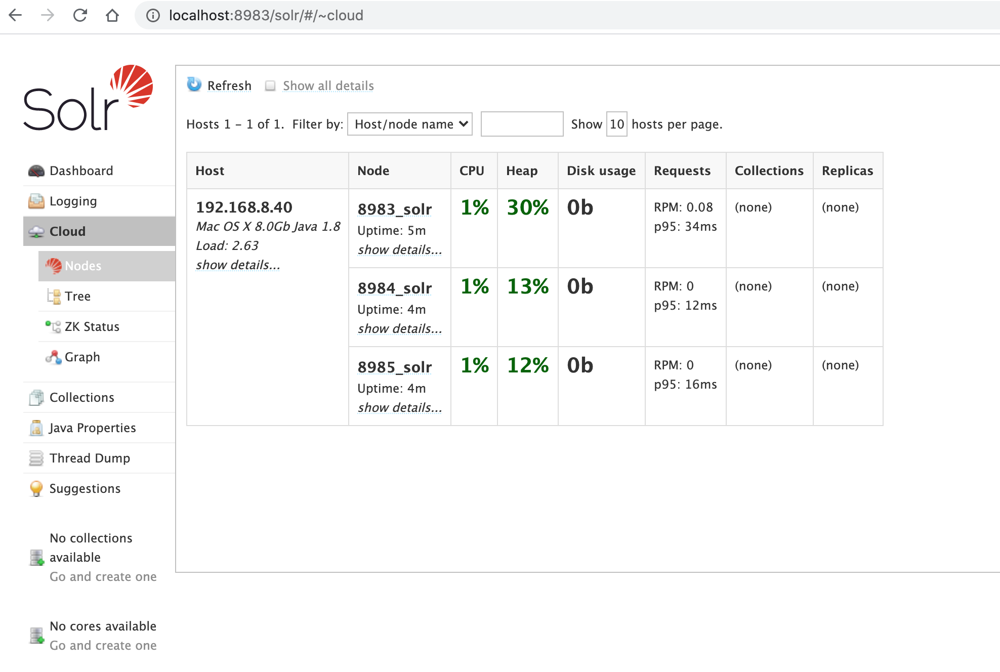 localhost:8983/solr/#/~cloud
Solr
Refresh Show all details
Hosts 1 – 1 of 1. Filter by: Host/node name Show 10 hosts per page.
Dashboard
Logging
Cloud
Nodes
Tree
ZK Status
Graph
Collections
Java Properties
Thread Dump
Suggestions
No collections
available
Go and create one
No cores available
Go and create one
Host Node CPU Heap Disk usage Requests Collections Replicas
192.168.8.40
Mac OS X 8.0Gb Java 1.8
Load: 2.63
show details...
8983_solr 1% 30% 0b RPM: 0.08 (none) (none)
Uptime: 5m p95: 34ms
show details...
8984_solr 1% 13% 0b RPM: 0 (none) (none)
Uptime: 4m p95: 12ms
show details...
8985_solr 1% 12% 0b RPM: 0 (none) (none)
Uptime: 4m p95: 16ms
show details...